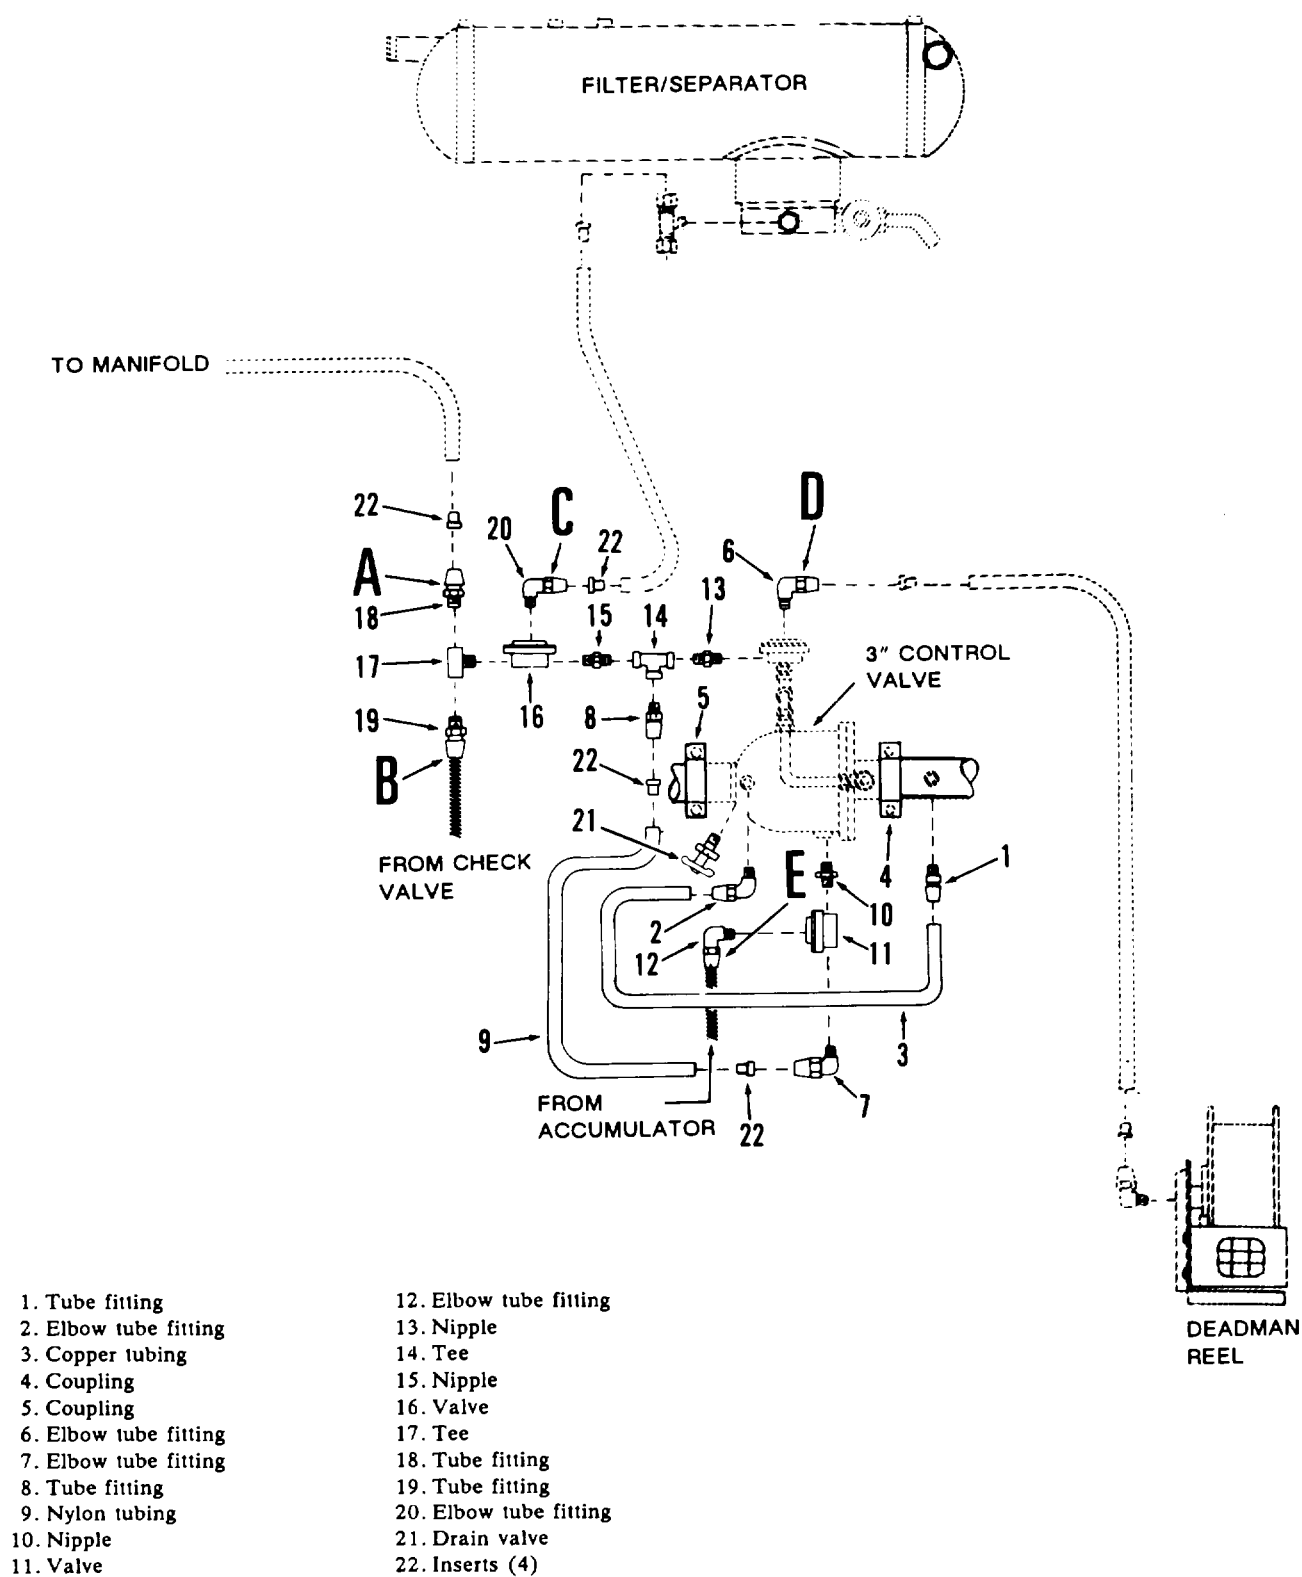 FILTER/SEPARATOR
TO MANIFOLD
22
A
18
17
19
B
20
C
22
15
14
13
6
D
3" CONTROL
VALVE
16
8
5
22
21
FROM CHECK
VALVE
E
4
1
10
2
12
11
9
3
7
FROM
ACCUMULATOR
22
DEADMAN
REEL
1. Tube fitting
2. Elbow tube fitting
3. Copper tubing
4. Coupling
5. Coupling
6. Elbow tube fitting
7. Elbow tube fitting
8. Tube fitting
9. Nylon tubing
10. Nipple
11. Valve
12. Elbow tube fitting
13. Nipple
14. Tee
15. Nipple
16. Valve
17. Tee
18. Tube fitting
19. Tube fitting
20. Elbow tube fitting
21. Drain valve
22. Inserts (4)